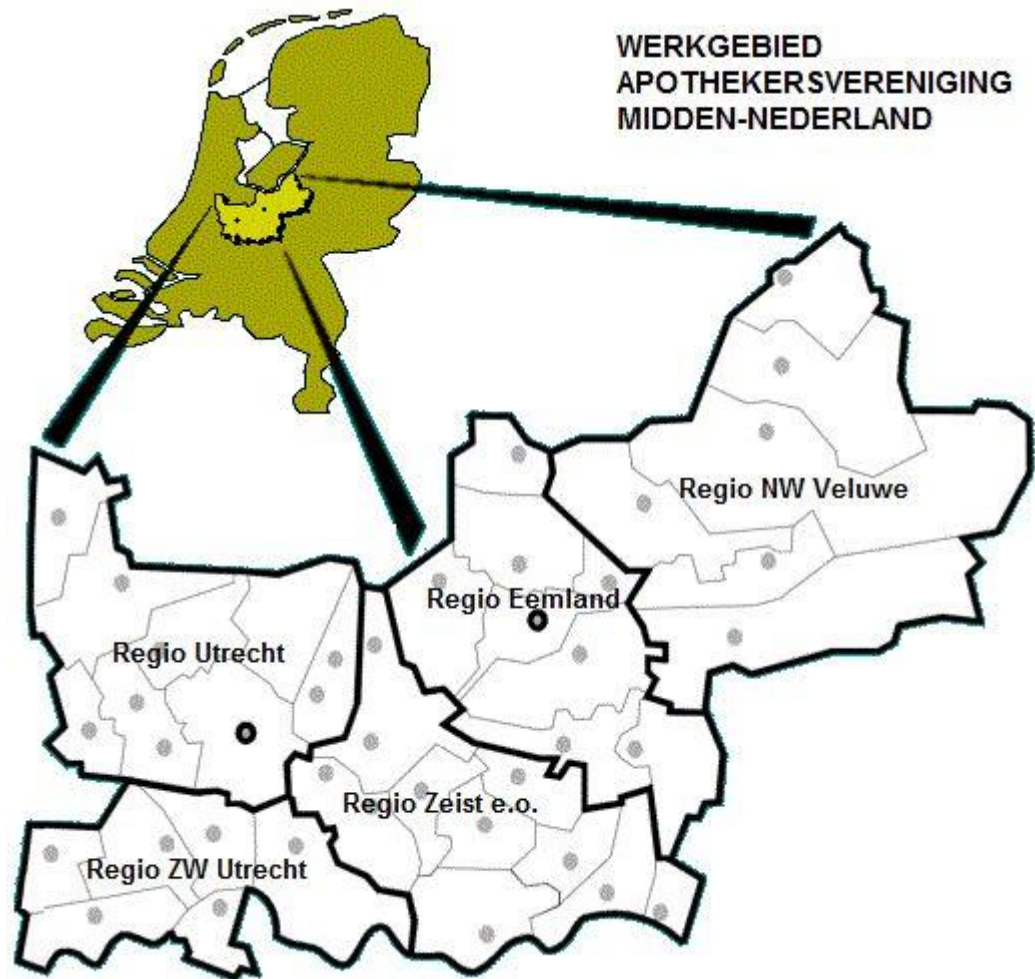 WERKGEBIED
APOTHEKERSVERENIGING
MIDDEN-NEDERLAND
Regio NW Veluwe
Regio Eemland
Regio Utrecht
Regio Zeist e.o.
Regio ZW Utrecht